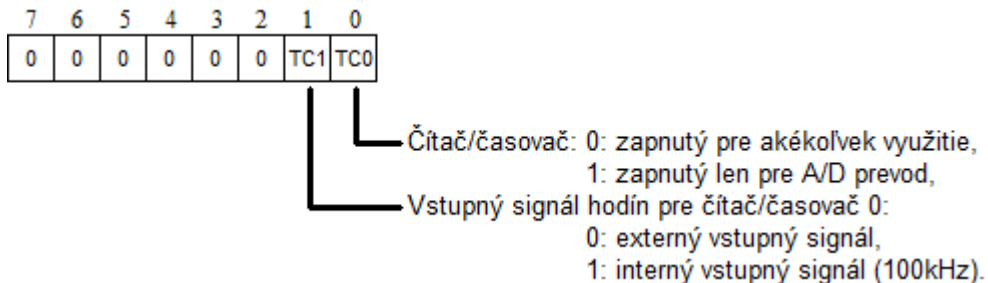 7 6 5 4 3 2 1 0
0 0 0 0 0 0 TC1 TC0
Čítač/časovač: 0: zapnutý pre akékoľvek využitie,
1: zapnutý len pre A/D prevod,
Vstupný signál hodín pre čítač/časovač 0:
0: externý vstupný signál,
1: interný vstupný signál (100kHz).